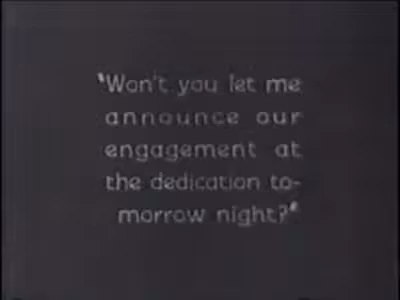 "Won't you let me
announce our
engagement at
the dedication to-
morrow night?"